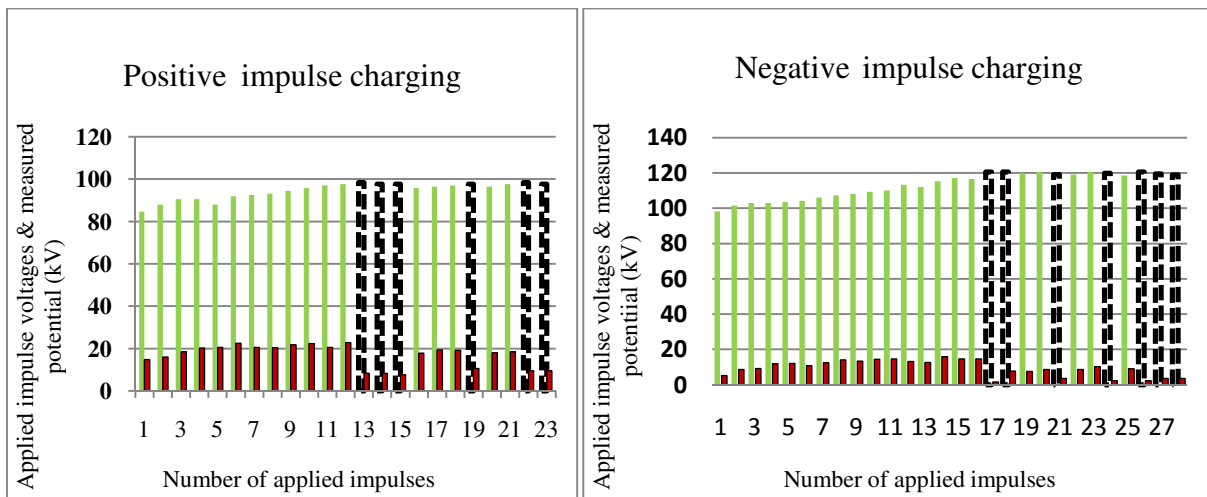 Positive impulse charging
Applied impulse voltages & measured
potential (kV)
120
100
80
60
40
20
0
1 3 5 7 9 11 13 15 17 19 21 23
Number of applied impulses
Negative impulse charging
Applied impulse voltages & measured
potentiial (kV)
140
120
100
80
60
40
20
0
1 3 5 7 9 11 13 15 17 19 21 23 25 27
Number of applied impulses